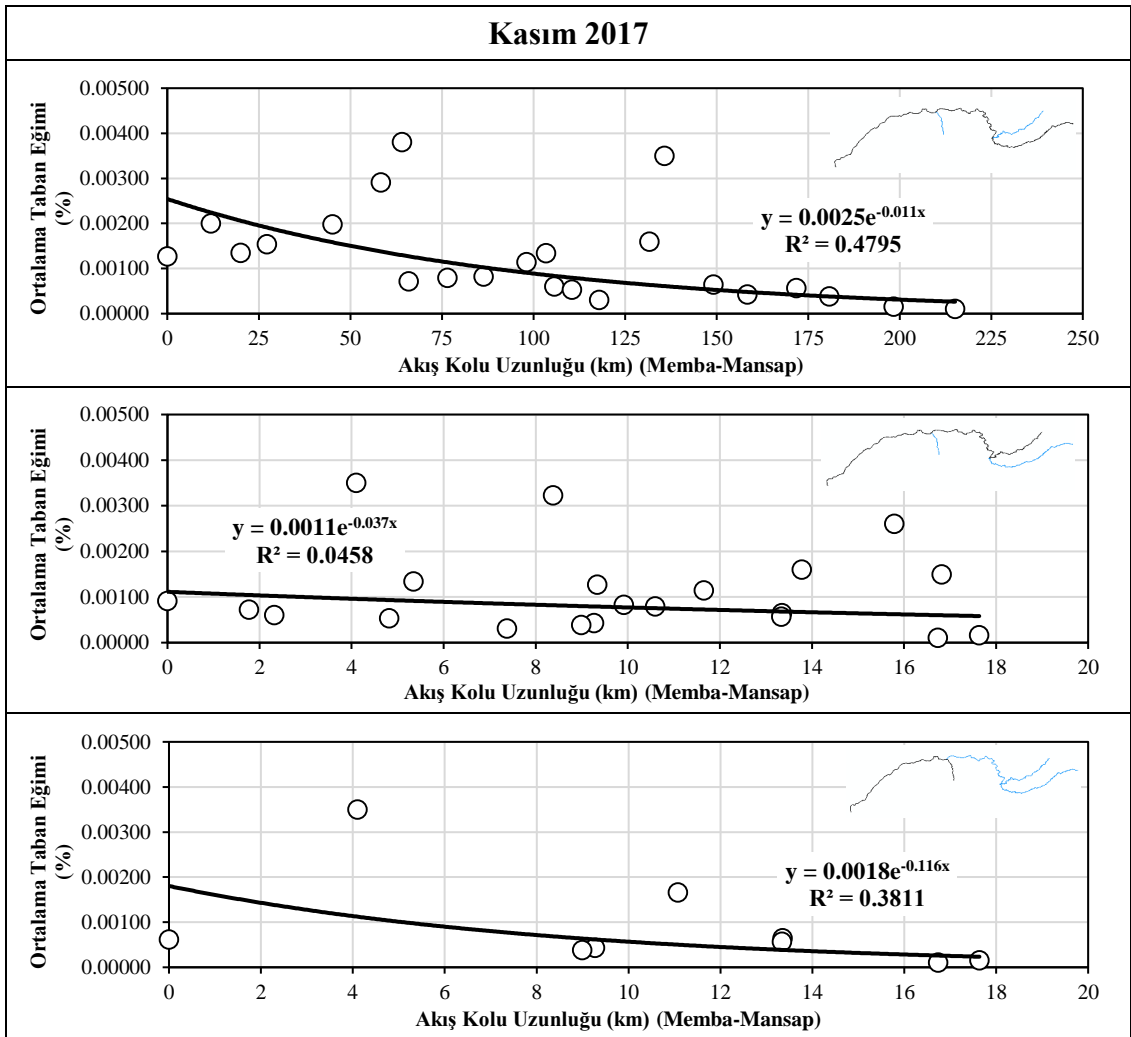 Kasım 2017
0.00500
0.00400
0.00300
0.00200
0.00100
0.00000
Ortalama Taban Eğimi
(%)
y = 0.0025e-0.011x
R² = 0.4795
0 25 50 75 100 125 150 175 200 225 250
Akış Kolu Uzunluğu (km) (Memba-Mansap)
0.00500
0.00400
0.00300
0.00200
0.00100
0.00000
Ortalama Taban Eğimi
(%)
y = 0.0011e-0.037x
R² = 0.0458
0 2 4 6 8 10 12 14 16 18 20
Akış Kolu Uzunluğu (km) (Memba-Mansap)
0.00500
0.00400
0.00300
0.00200
0.00100
0.00000
Ortalama Taban Eğimi
(%)
y = 0.0018e-0.116x
R² = 0.3811
0 2 4 6 8 10 12 14 16 18 20
Akış Kolu Uzunluğu (km) (Memba-Mansap)